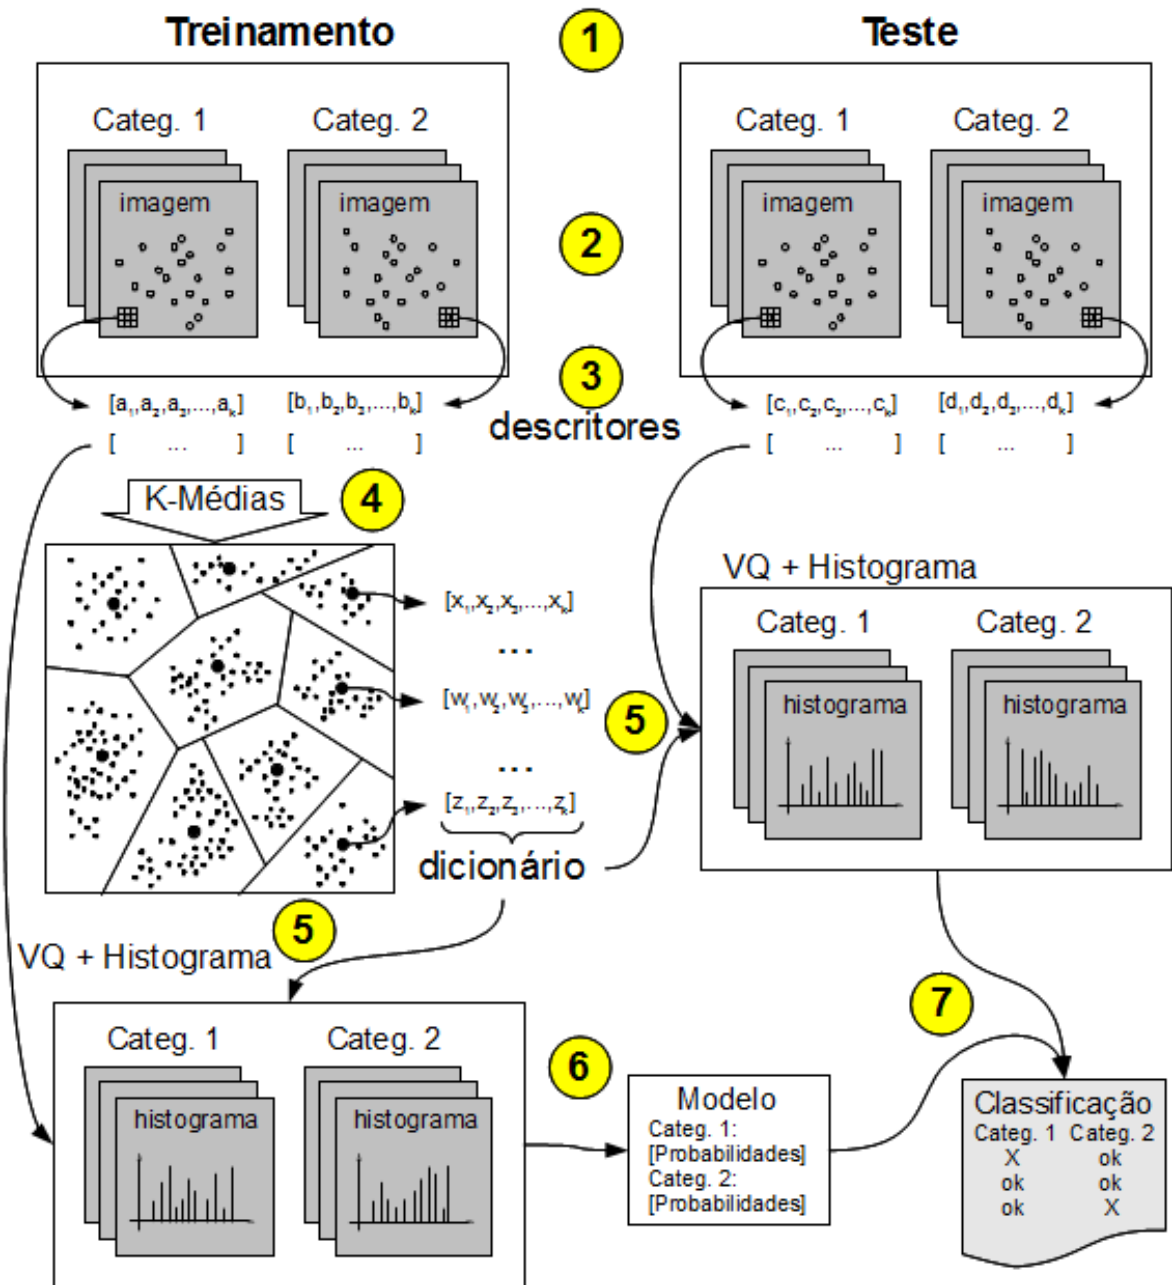 Treinamento
1
Teste
Categ. 1 Categ. 2
Categ. 1 Categ. 2
imagem imagem
2
imagem imagem
3
[a₁,,a₂,a₃,...,aₖ] [b₁,,b₂,b₃,...,bₖ]
descritores
[c₁,,c₂,c₃,...,cₖ] [d₁,,d₂,d₃,...,dₖ]
[ ... ] [ ... ]
[ ... ] [ ... ]
K-Médias
4
VQ + Histograma
[x₁,,x₂,x₃,...,xₖ]
...
[w₁,,w₂,w₃,...,wₖ]
...
[z₁,,z₂,z₃,...,zₖ]
dicionário
5
Categ. 1 Categ. 2
histograma histograma
5
VQ + Histograma
Categ. 1 Categ. 2
histograma histograma
6
Modelo
Categ. 1:
[Probabilidades]
Categ. 2:
[Probabilidades]
7
Classificação
Categ. 1 Categ. 2
X ok
ok ok
ok X